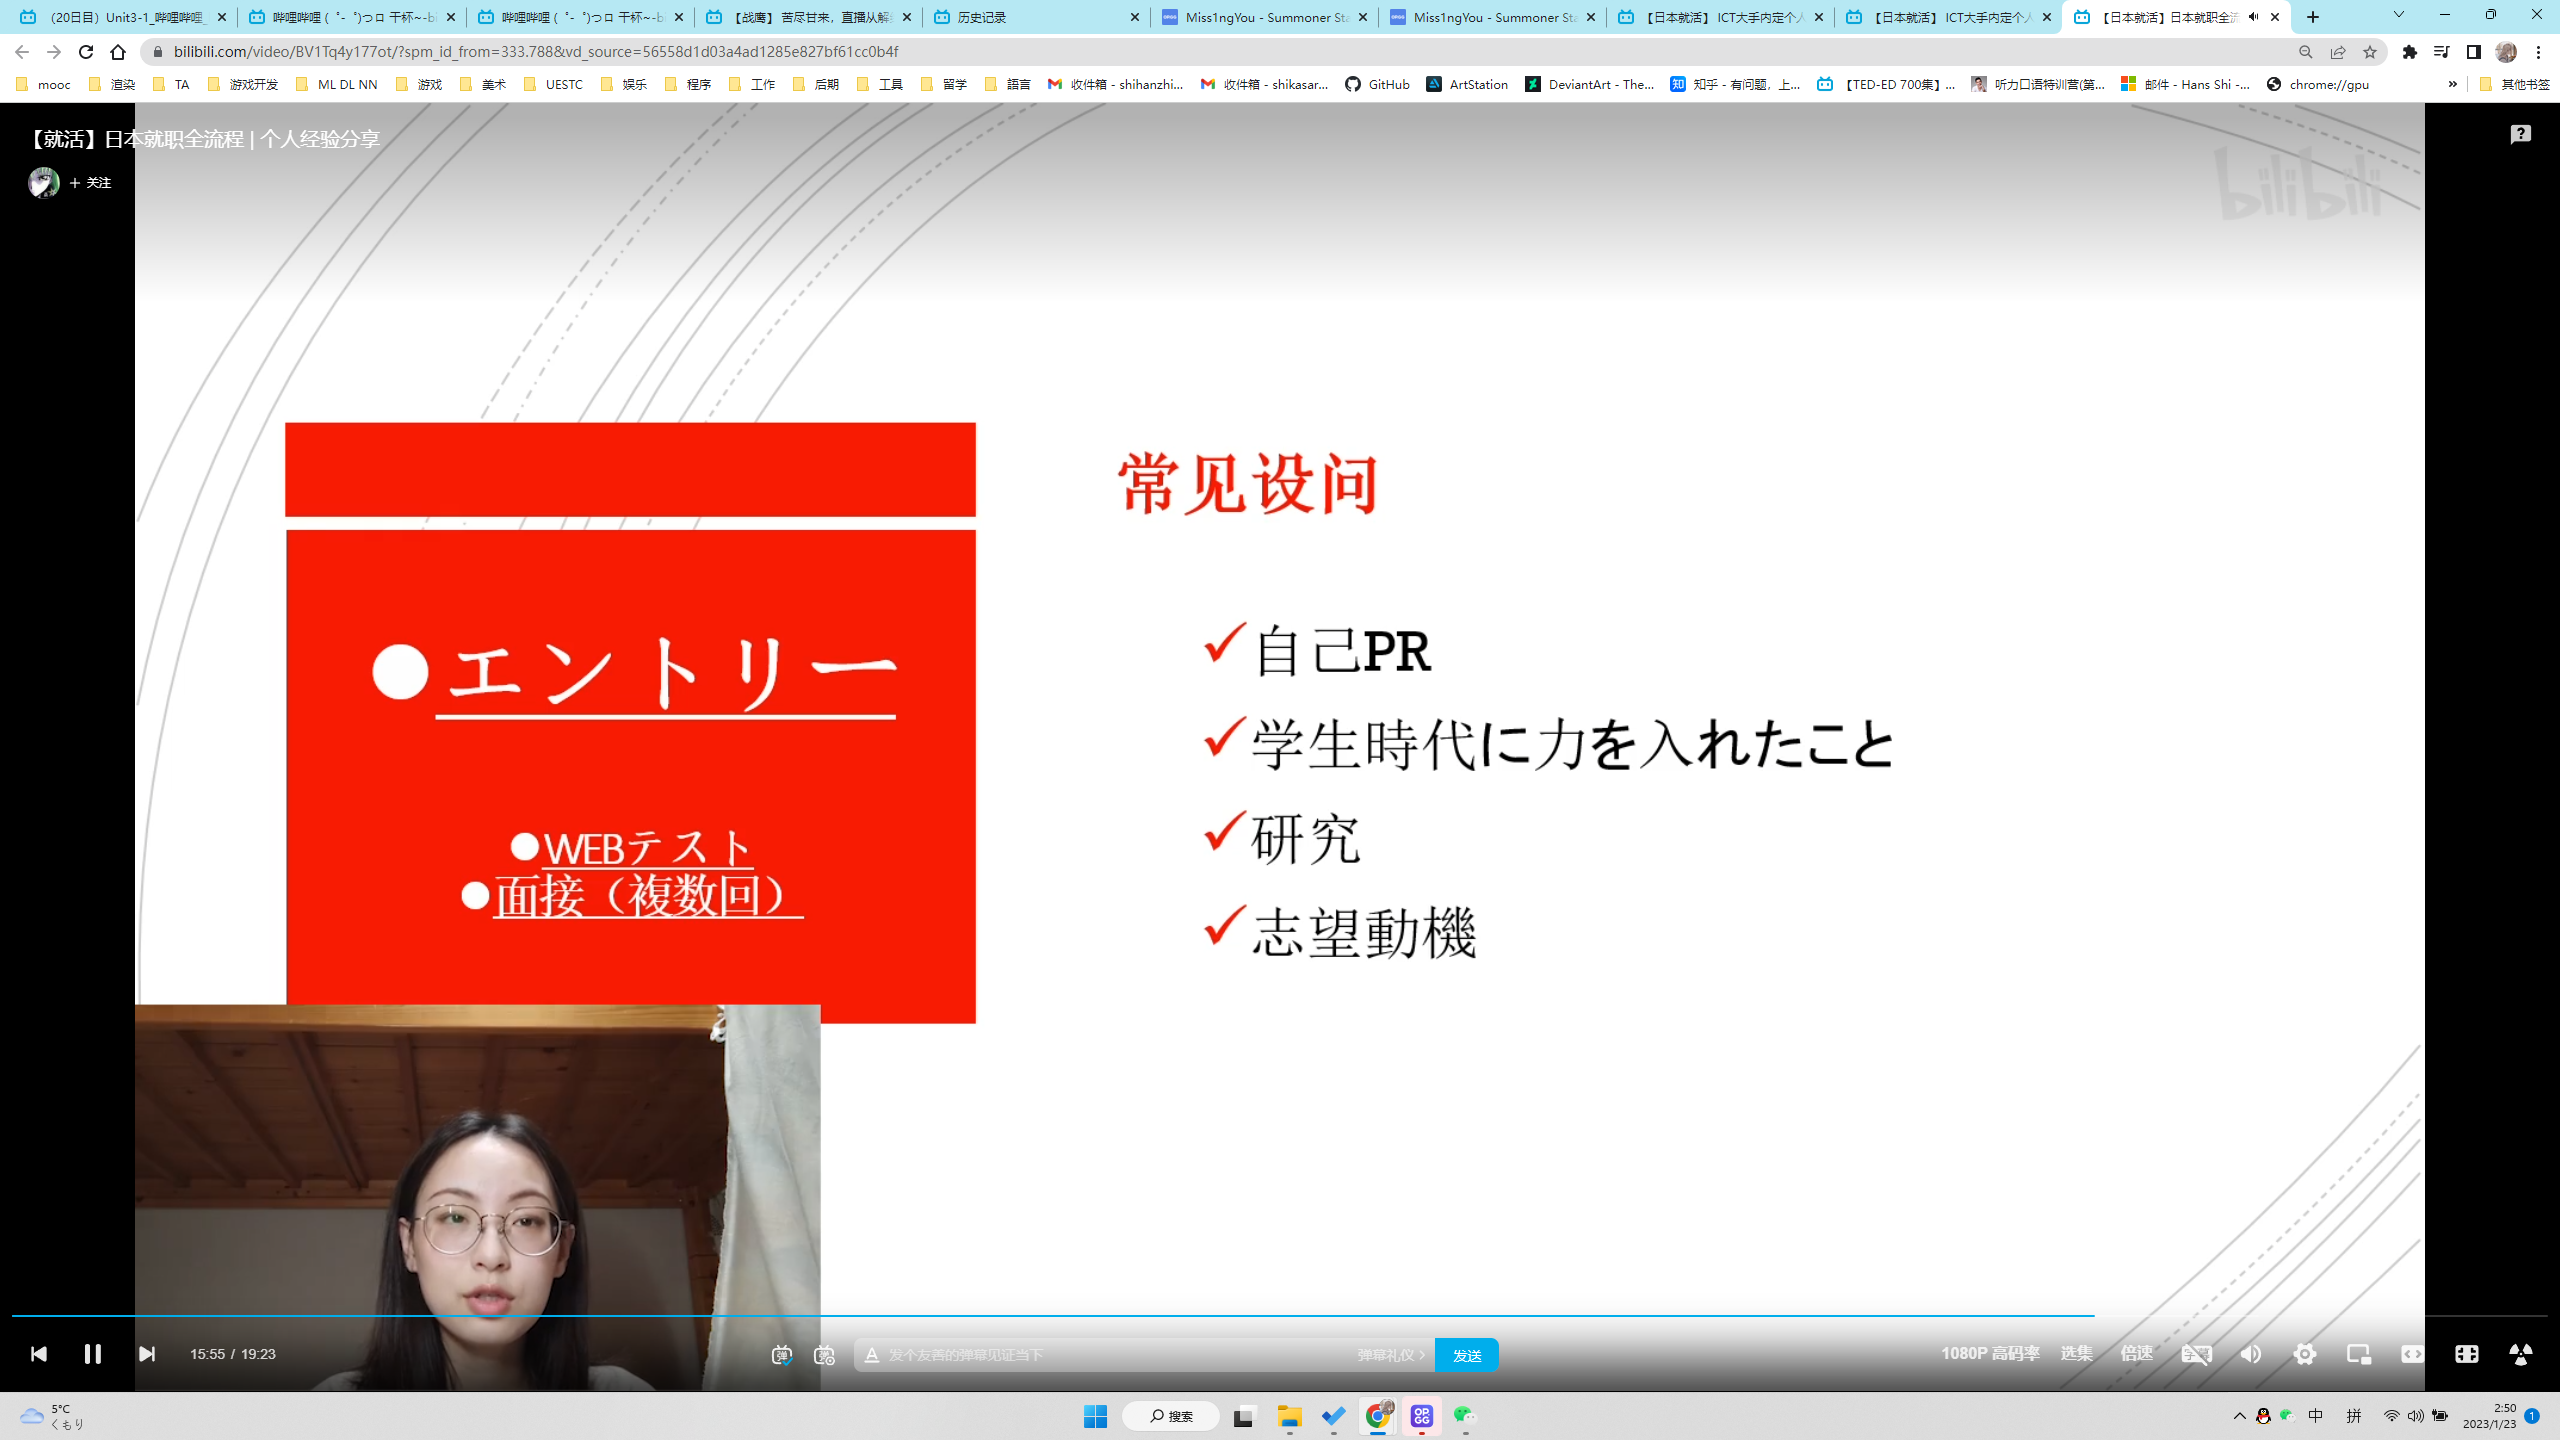 (20日目) Unit3-1_哔哩哔哩_
哔哩哔哩 (゜-゜)つロ 干杯~-bi
哔哩哔哩 (゜-゜)つロ 干杯~-bi
【战鹰】苦尽甘来，直播从解
历史记录
Miss1ngYou - Summoner Sta
Miss1ngYou - Summoner Sta
【日本就活】ICT大手内定个人
【日本就活】ICT大手内定个人
【日本就活】日本就职全流
bilibili.com/video/BV1Tq4y177ot/?spm_id_from=333.788&vd_source=56558d1d03a4ad1285e827bf61cc0b4f
mooc
渲染
TA
游戏开发
ML DL NN
游戏
美术
UESTC
娱乐
程序
工作
后期
工具
留学
語言
收件箱 - shihanzhi...
收件箱 - shikasar...
GitHub
ArtStation
DeviantArt - The...
知乎 - 有问题，上...
【TED-ED 700集】...
听力口语特训营(第...
邮件 - Hans Shi -...
chrome://gpu
»
其他书签
【就活】日本就职全流程 | 个人经验分享
+ 关注
bilibili
常见设问
●エントリー
●WEBテスト
●面接（複数回）
✓自己PR
✓学生時代に力を入れたこと
✓研究
✓志望動機
15:55 / 19:23
弹
弹
发个友善的弹幕见证当下
弹幕礼仪 >
发送
1080P 高码率
选集
倍速
字幕
5°C
くもり
搜索
OP.GG
中
拼
2:50
2023/1/23
1